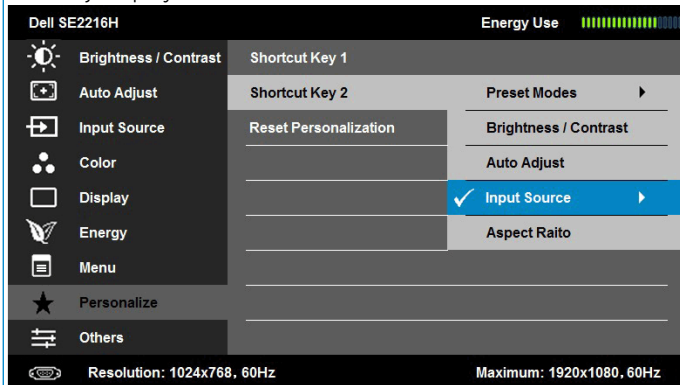 Dell SE2216H Energy Use
Brightness / Contrast Shortcut Key 1
Auto Adjust Shortcut Key 2 Preset Modes
Input Source Reset Personalization Brightness / Contrast
Color Auto Adjust
Display Input Source
Energy Aspect Raito
Menu
Personalize
Others
Resolution: 1024x768, 60Hz Maximum: 1920x1080, 60Hz